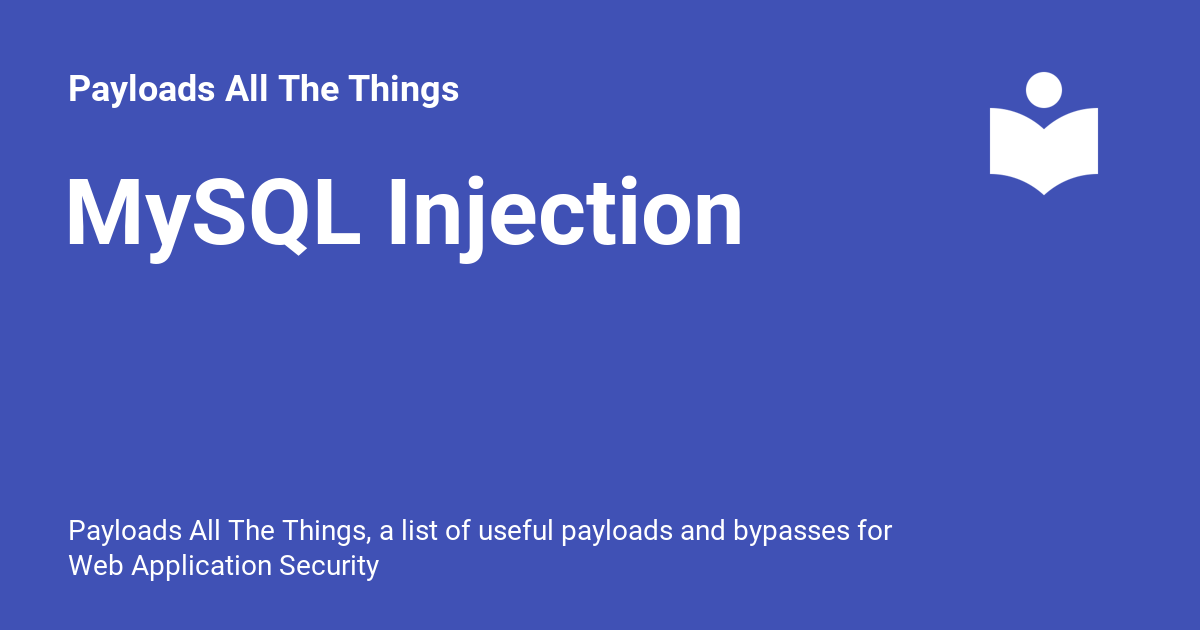 Payloads All The Things
MySQL Injection
Payloads All The Things, a list of useful payloads and bypasses for
Web Application Security